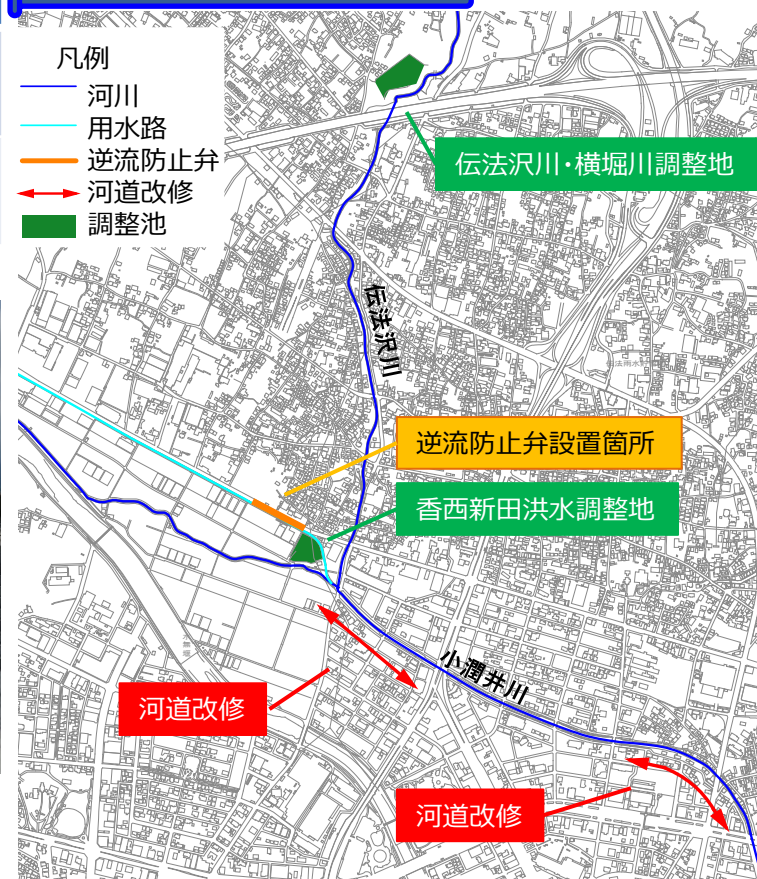 凡例
河川
用水路
逆流防止弁
河道改修
調整池
伝法沢川・横堀川調整地
伝法沢川
逆流防止弁設置箇所
香西新田洪水調整地
小潤井川
河道改修
河道改修